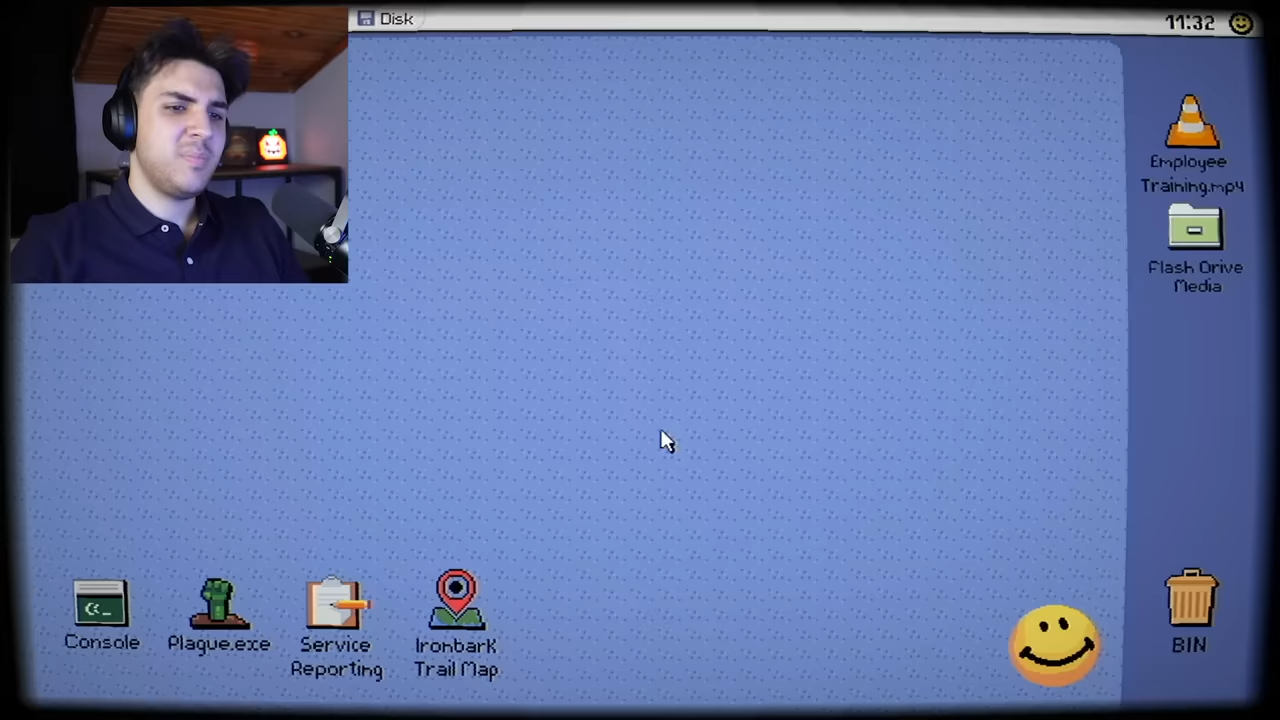 Disk
11:32
Employee
Training.mp4
Flash Drive
Media
Console
Plague.exe
Service
Reporting
Ironbark
Trail Map
BIN